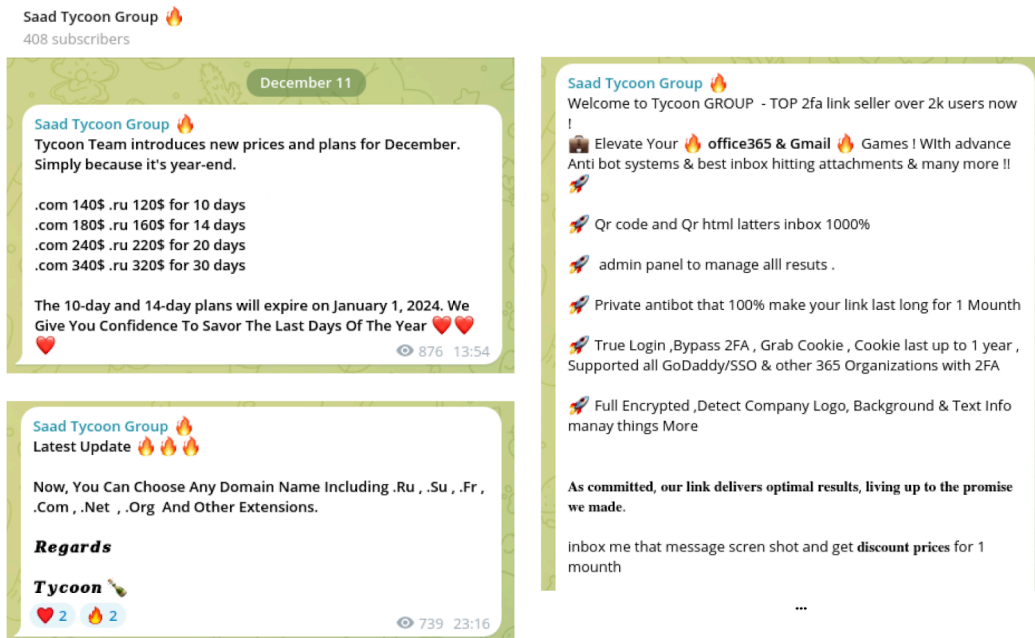 Saad Tycoon Group 🔥
408 subscribers
December 11
Saad Tycoon Group 🔥
Tycoon Team introduces new prices and plans for December.
Simply because it's year-end.
.com 140$ .ru 120$ for 10 days
.com 180$ .ru 160$ for 14 days
.com 240$ .ru 220$ for 20 days
.com 340$ .ru 320$ for 30 days
The 10-day and 14-day plans will expire on January 1, 2024. We
Give You Confidence To Savor The Last Days Of The Year ❤️❤️
❤️
876 13:54
Saad Tycoon Group 🔥
Latest Update 🔥🔥🔥
Now, You Can Choose Any Domain Name Including .Ru , .Su , .Fr ,
.Com , .Net , .Org And Other Extensions.
Regards
Tycoon 🍾
❤️ 2 🔥 2
739 23:16
Saad Tycoon Group 🔥
Welcome to Tycoon GROUP - TOP 2fa link seller over 2k users now
!
💼 Elevate Your 🔥 office365 & Gmail 🔥 Games ! WIth advance
Anti bot systems & best inbox hitting attachments & many more !!
🚀
🚀 Qr code and Qr html latters inbox 1000%
🚀 admin panel to manage alll resuts .
🚀 Private antibot that 100% make your link last long for 1 Mounth
🚀 True Login ,Bypass 2FA , Grab Cookie , Cookie last up to 1 year ,
Supported all GoDaddy/SSO & other 365 Organizations with 2FA
🚀 Full Encrypted ,Detect Company Logo, Background & Text Info
manay things More
As committed, our link delivers optimal results, living up to the promise
we made.
inbox me that message scren shot and get discount prices for 1
mounth
...